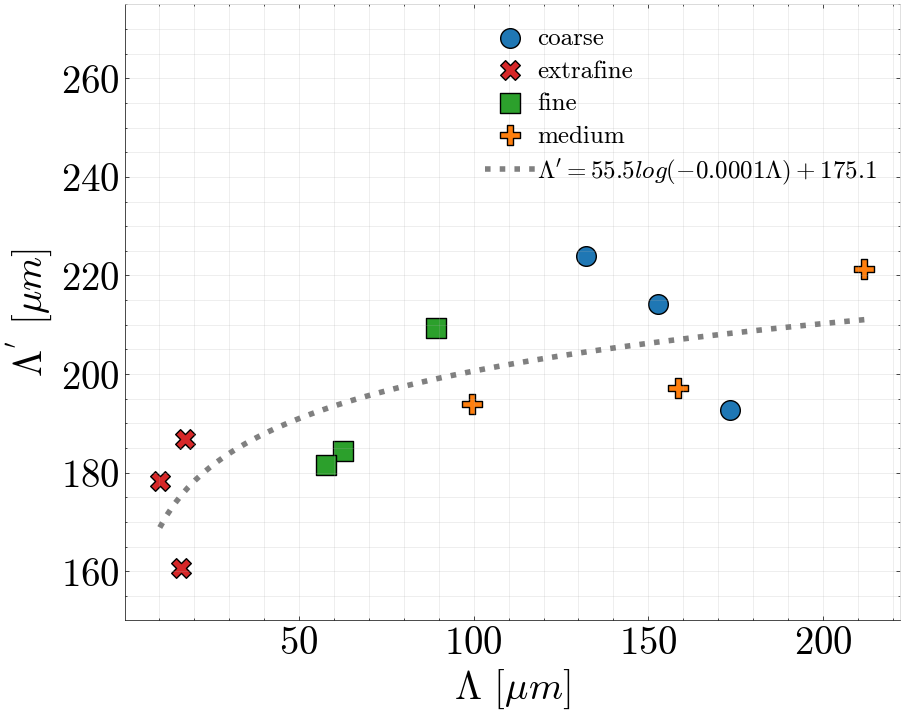 coarse
extrafine
fine
medium
Λ′ = 55.5log(−0.0001Λ) + 175.1
260
240
220
200
180
160
Λ′ [μm]
50 100 150 200
Λ [μm]